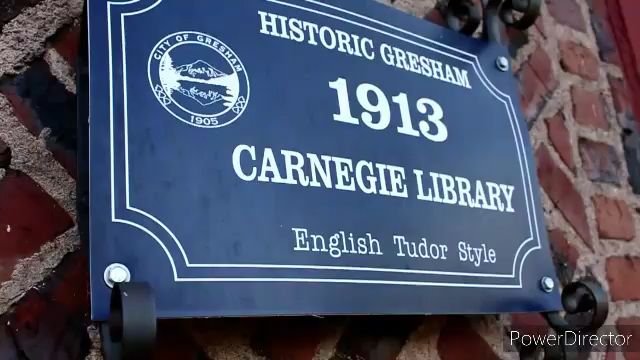 HISTORIC GRESHAM
CITY OF GRESHAM
1905
1913
CARNEGIE LIBRARY
English Tudor Style
PowerDirector